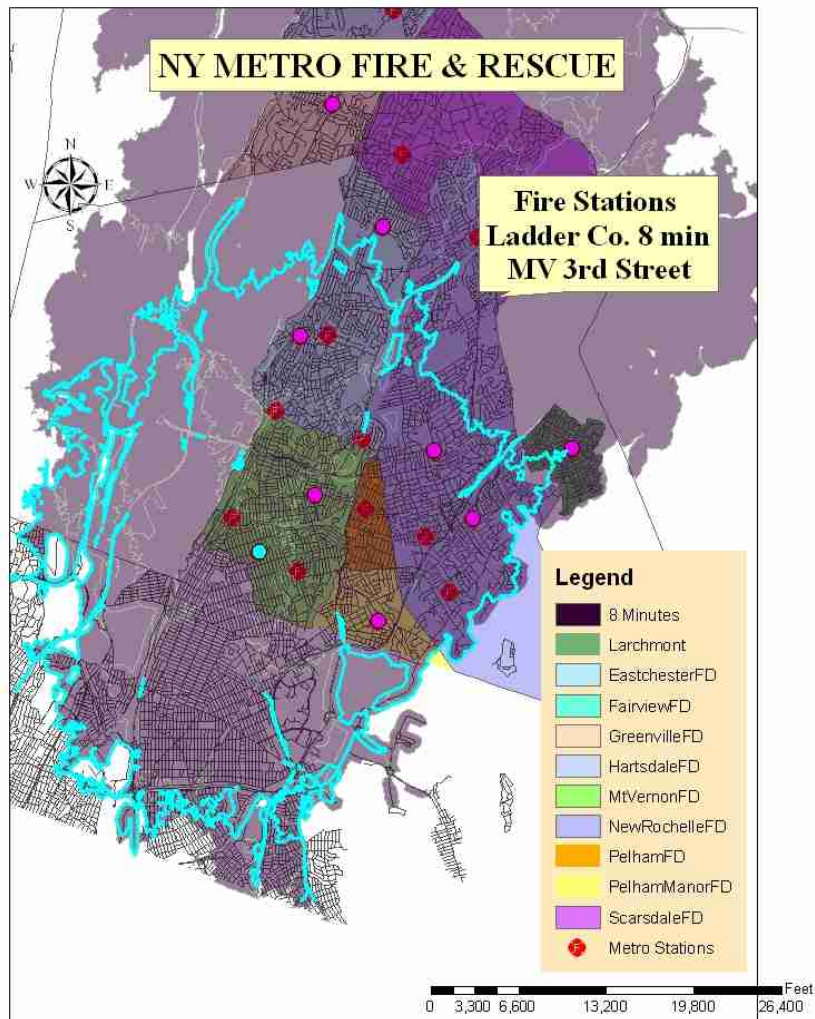 NY METRO FIRE & RESCUE
N
W E
S
Fire Stations
Ladder Co. 8 min
MV 3rd Street
Legend
8 Minutes
Larchmont
EastchesterFD
FairviewFD
GreenvilleFD
HartsdaleFD
MtVernonFD
NewRochelleFD
PelhamFD
PelhamManorFD
ScarsdaleFD
F Metro Stations
Feet
0 3,300 6,600 13,200 19,800 26,400